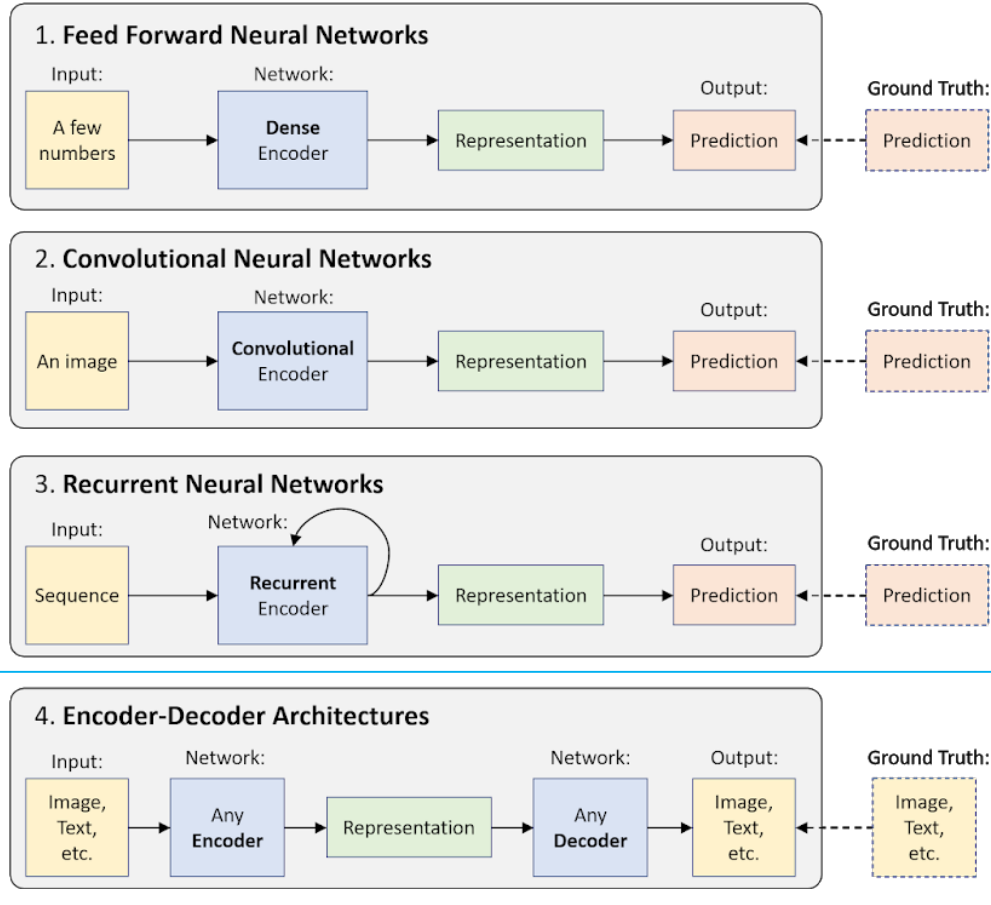 1. Feed Forward Neural Networks
Input:
Network:
Output:
Ground Truth:
A few
numbers
Dense
Encoder
Representation
Prediction
Prediction
2. Convolutional Neural Networks
Input:
Network:
Output:
Ground Truth:
An image
Convolutional
Encoder
Representation
Prediction
Prediction
3. Recurrent Neural Networks
Input:
Network:
Output:
Ground Truth:
Sequence
Recurrent
Encoder
Representation
Prediction
Prediction
4. Encoder-Decoder Architectures
Input:
Network:
Network:
Output:
Ground Truth:
Image,
Text,
etc.
Any
Encoder
Representation
Any
Decoder
Image,
Text,
etc.
Image,
Text,
etc.